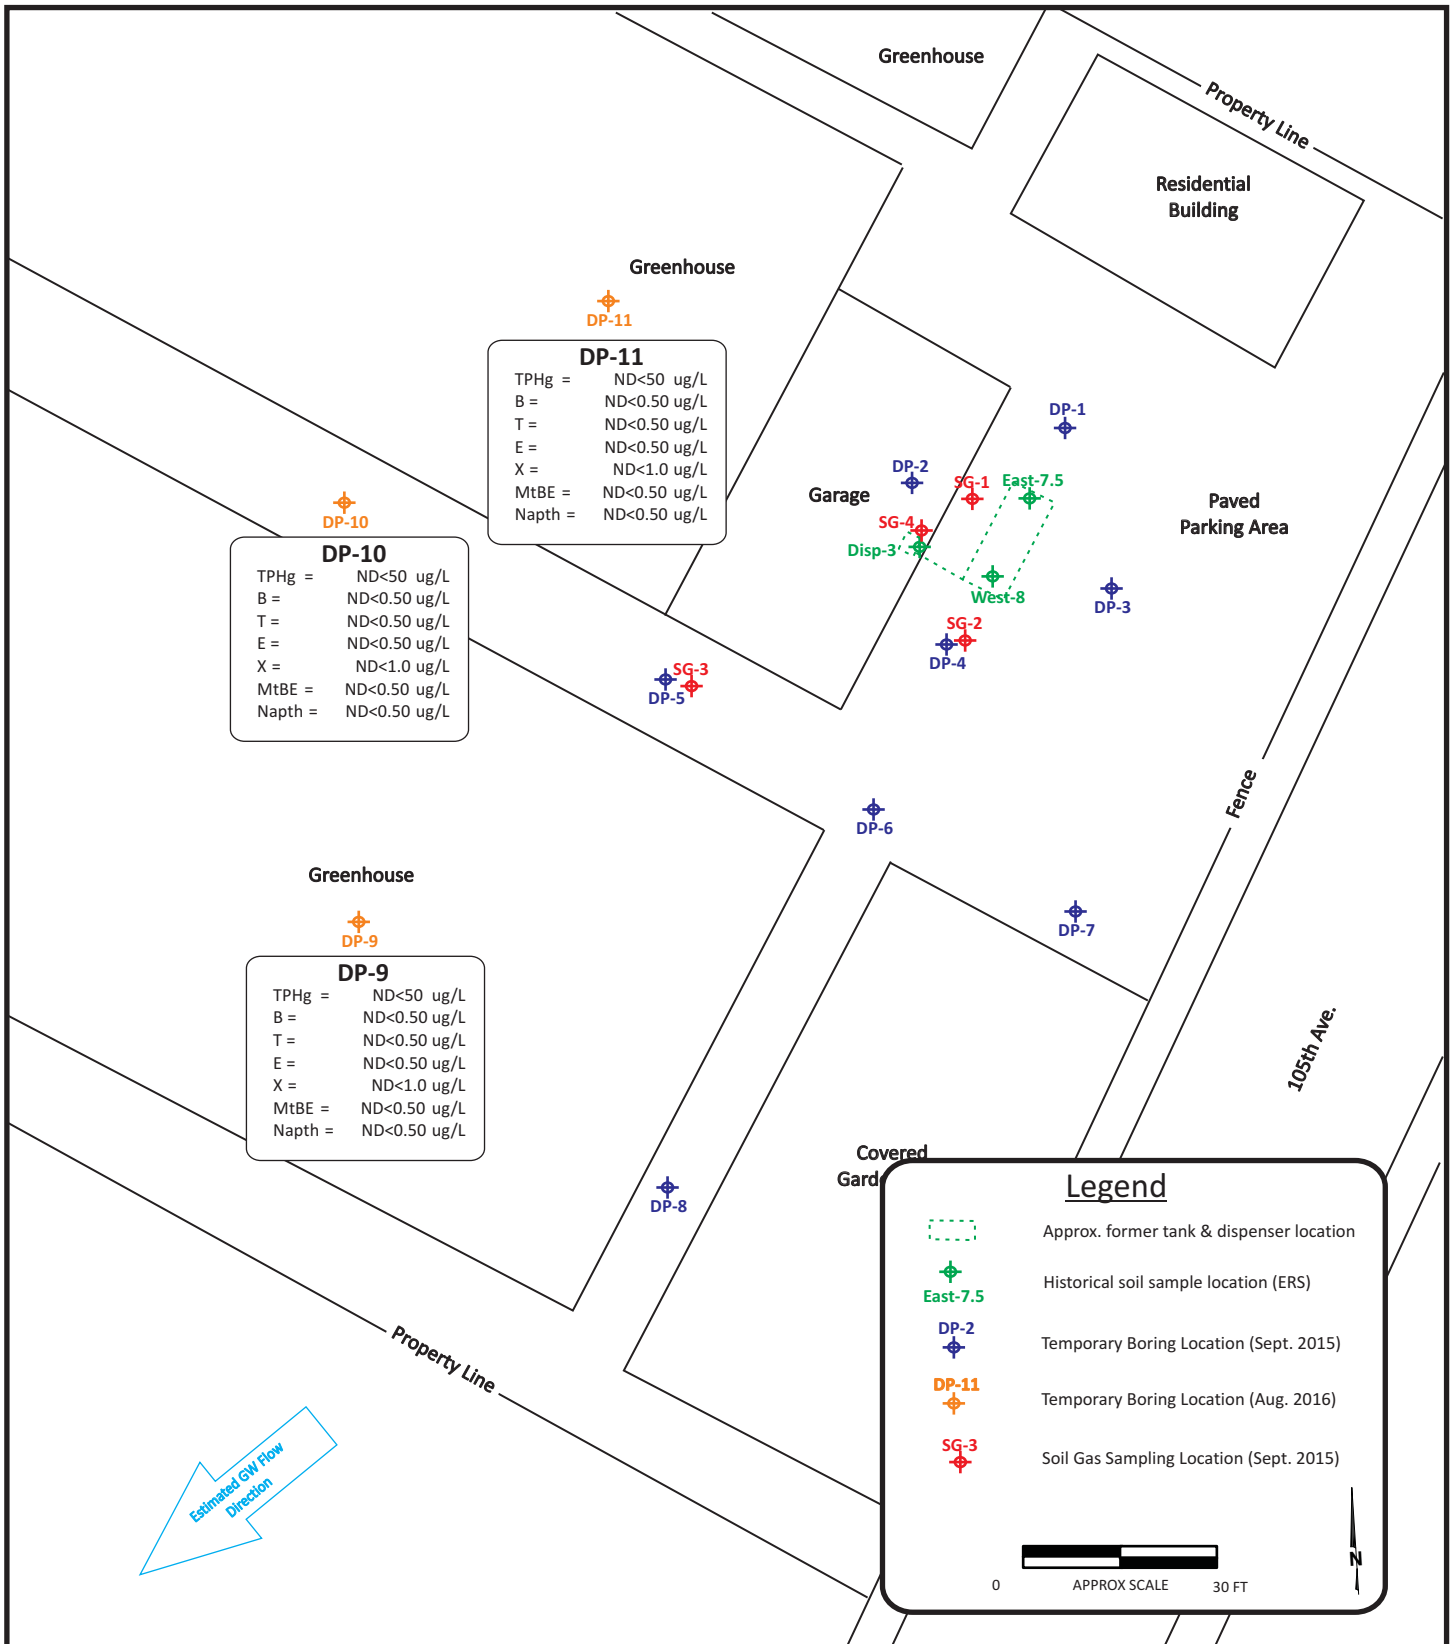 Greenhouse
Property Line
Residential
Building
Greenhouse
DP-11
DP-11
TPHg = ND<50 ug/L
B = ND<0.50 ug/L
T = ND<0.50 ug/L
E = ND<0.50 ug/L
X = ND<1.0 ug/L
MtBE = ND<0.50 ug/L
Napth = ND<0.50 ug/L
DP-1
DP-2
SG-1
East-7.5
Garage
Paved
Parking Area
SG-4
Disp-3
West-8
DP-3
SG-2
DP-4
DP-10
DP-10
TPHg = ND<50 ug/L
B = ND<0.50 ug/L
T = ND<0.50 ug/L
E = ND<0.50 ug/L
X = ND<1.0 ug/L
MtBE = ND<0.50 ug/L
Napth = ND<0.50 ug/L
SG-3
DP-5
Fence
DP-6
Greenhouse
DP-7
DP-9
DP-9
TPHg = ND<50 ug/L
B = ND<0.50 ug/L
T = ND<0.50 ug/L
E = ND<0.50 ug/L
X = ND<1.0 ug/L
MtBE = ND<0.50 ug/L
Napth = ND<0.50 ug/L
105th Ave.
Covered
DP-8
Property Line
Estimated GW Flow
Direction
Legend
Approx. former tank & dispenser location
Historical soil sample location (ERS)
East-7.5
DP-2
Temporary Boring Location (Sept. 2015)
DP-11
Temporary Boring Location (Aug. 2016)
SG-3
Soil Gas Sampling Location (Sept. 2015)
N
0 APPROX SCALE 30 FT